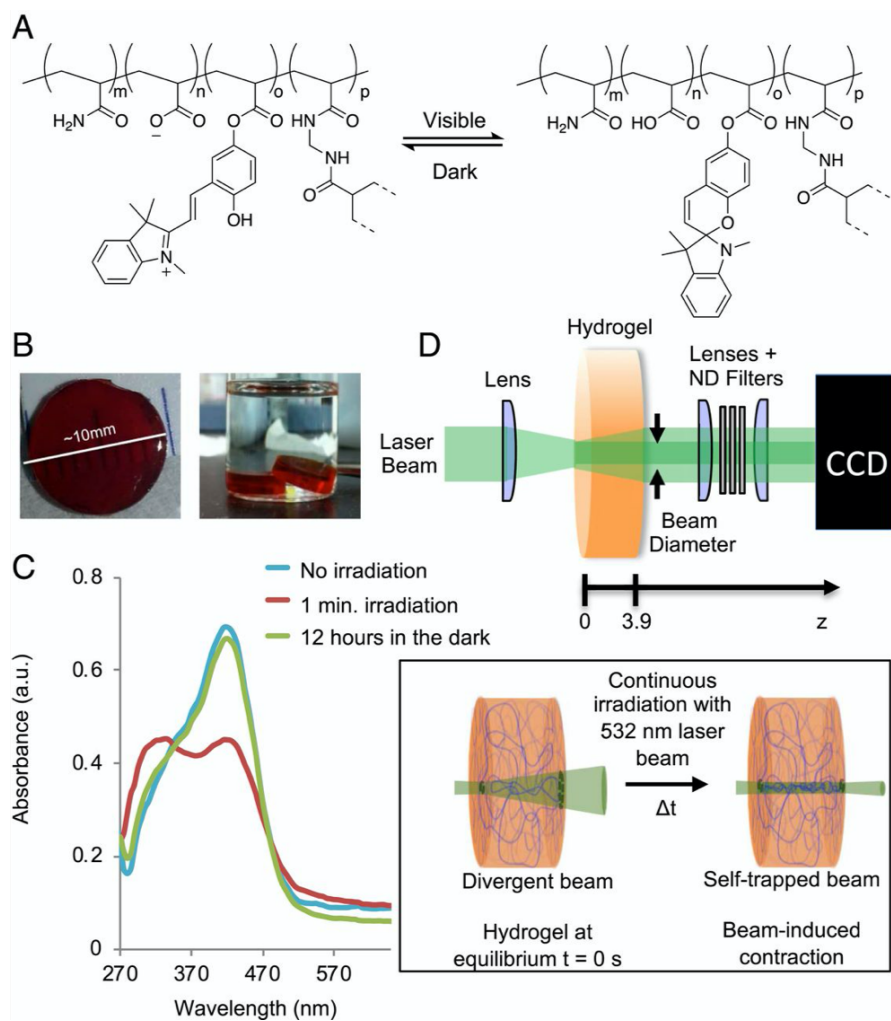 A
m
n
o
p
H2N
O
O
−
O
O
O
HN
O
NH
O
OH
N
+
Visible
Dark
m
n
o
p
H2N
O
HO
O
O
O
HN
O
NH
O
O
N
B
~10mm
D
Hydrogel
Lens
Lenses +
ND Filters
Laser
Beam
CCD
Beam
Diameter
0
3.9
z
C
No irradiation
1 min. irradiation
12 hours in the dark
Absorbance (a.u.)
0.8
0.6
0.4
0.2
0
270
370
470
570
Wavelength (nm)
Continuous
irradiation with
532 nm laser
beam
Δt
Divergent beam
Self-trapped beam
Hydrogel at
equilibrium t = 0 s
Beam-induced
contraction